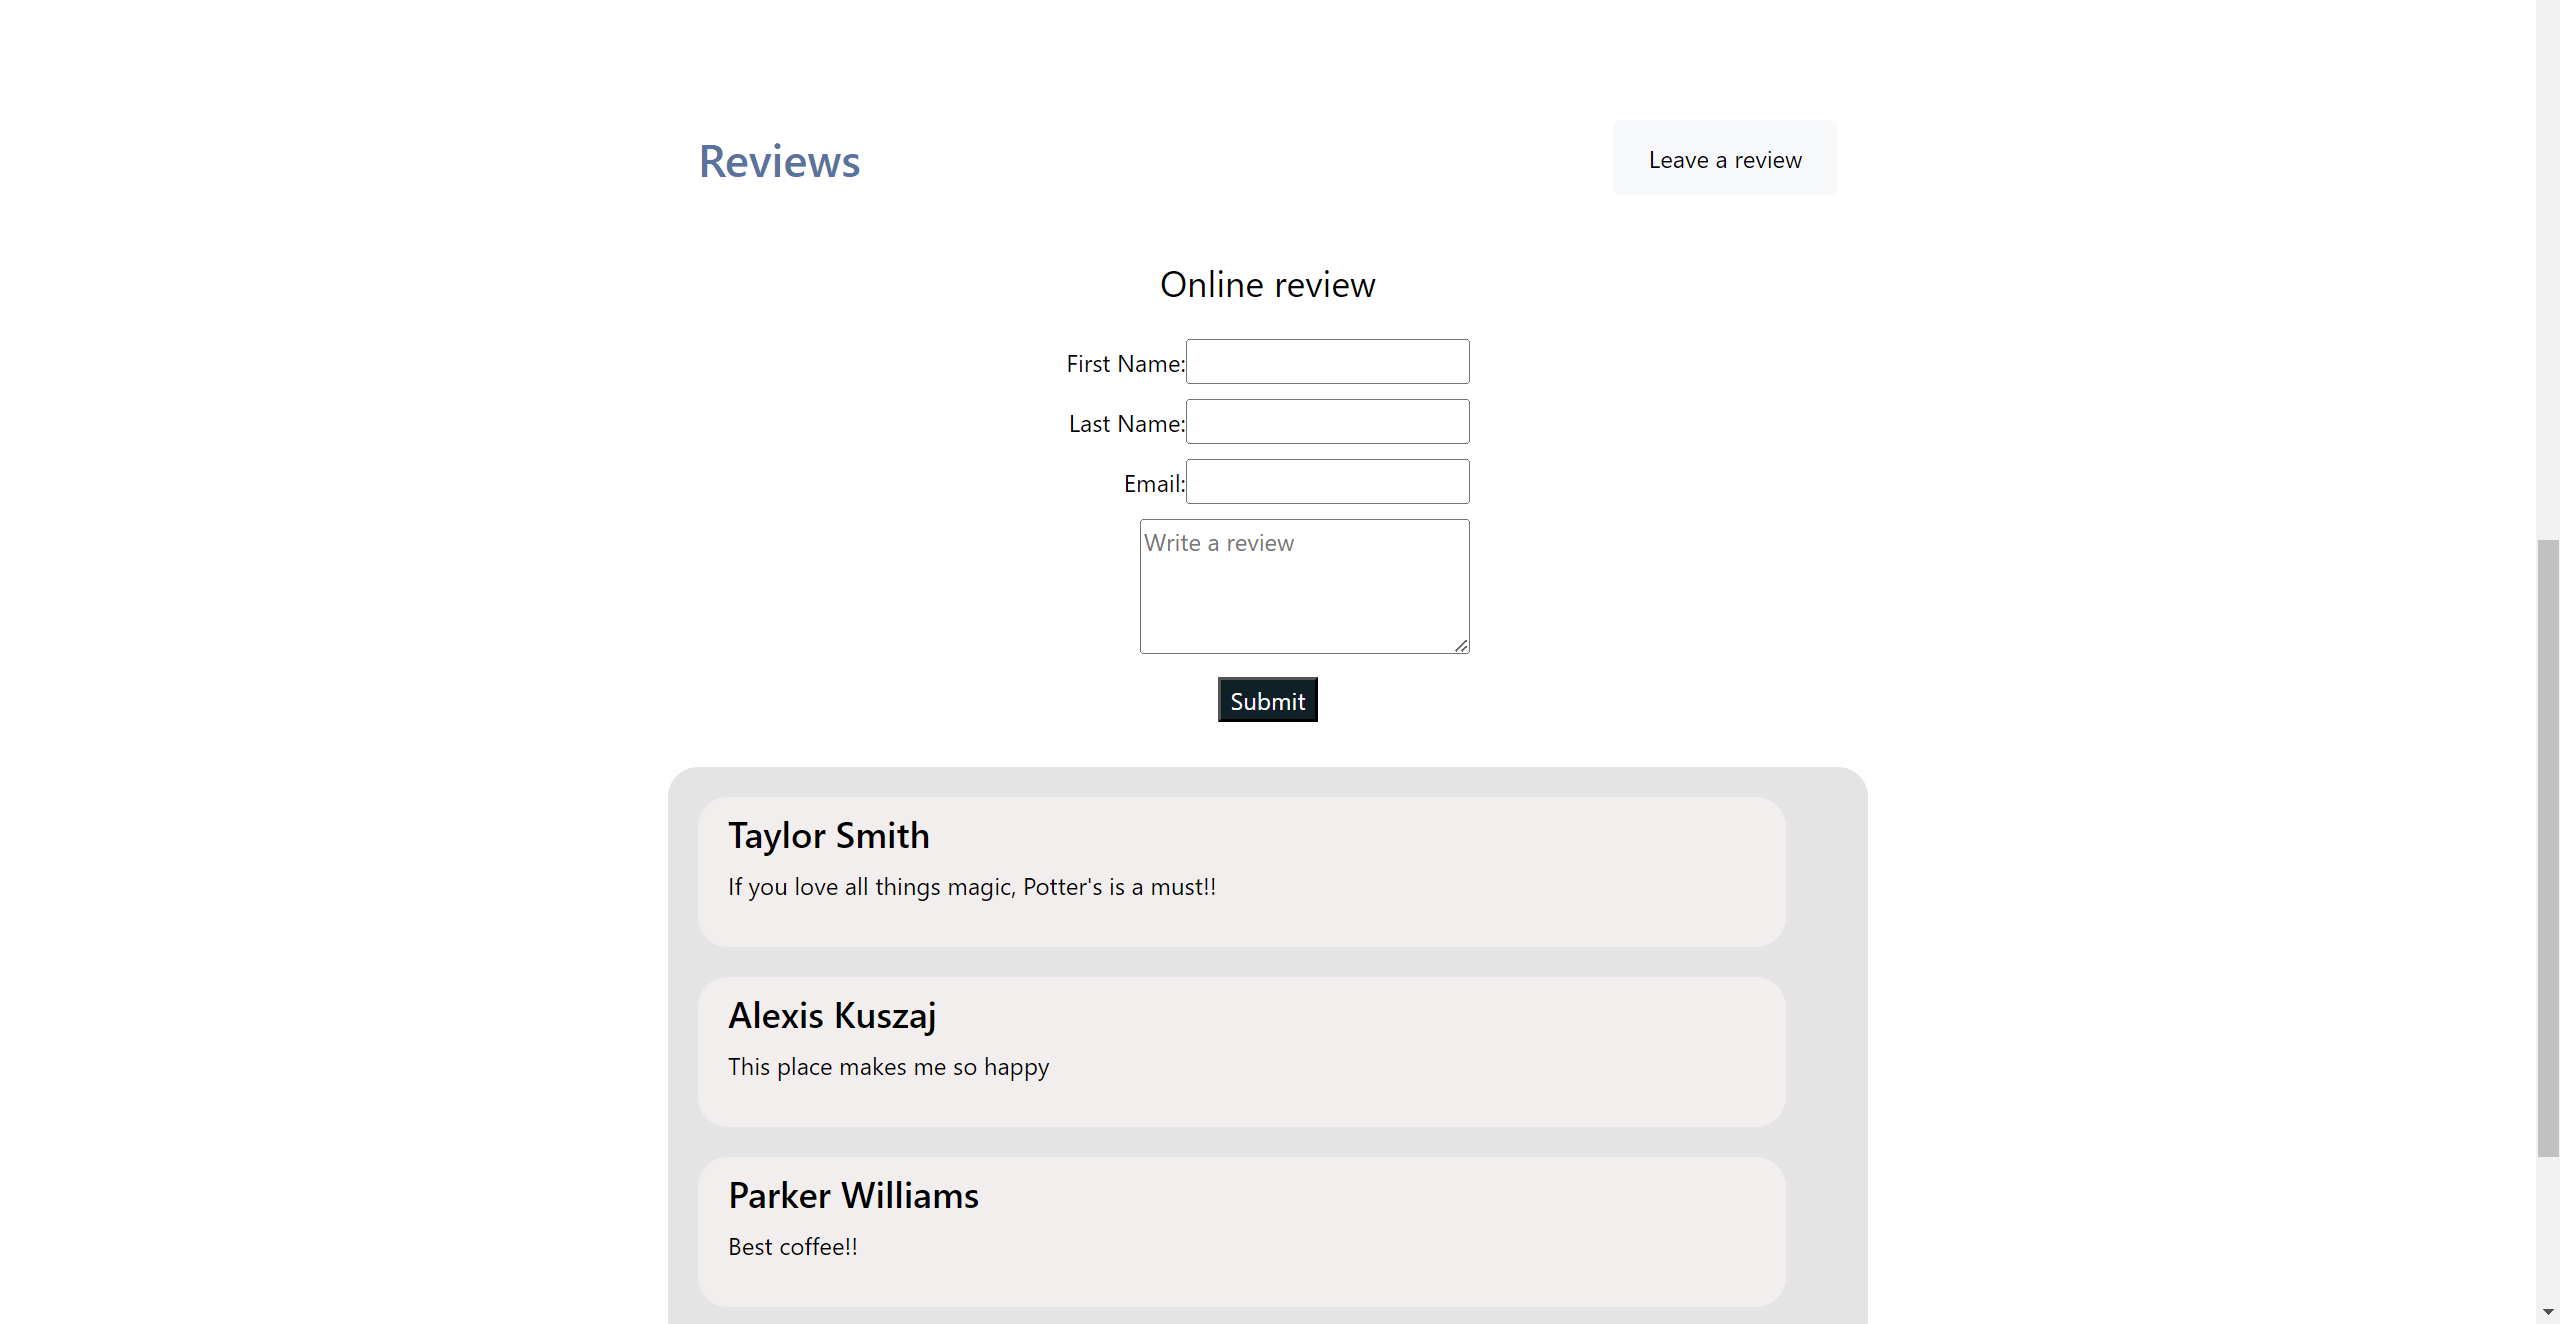 Reviews
Leave a review
Online review
First Name:
Last Name:
Email:
Write a review
Submit
Taylor Smith
If you love all things magic, Potter's is a must!!
Alexis Kuszaj
This place makes me so happy
Parker Williams
Best coffee!!